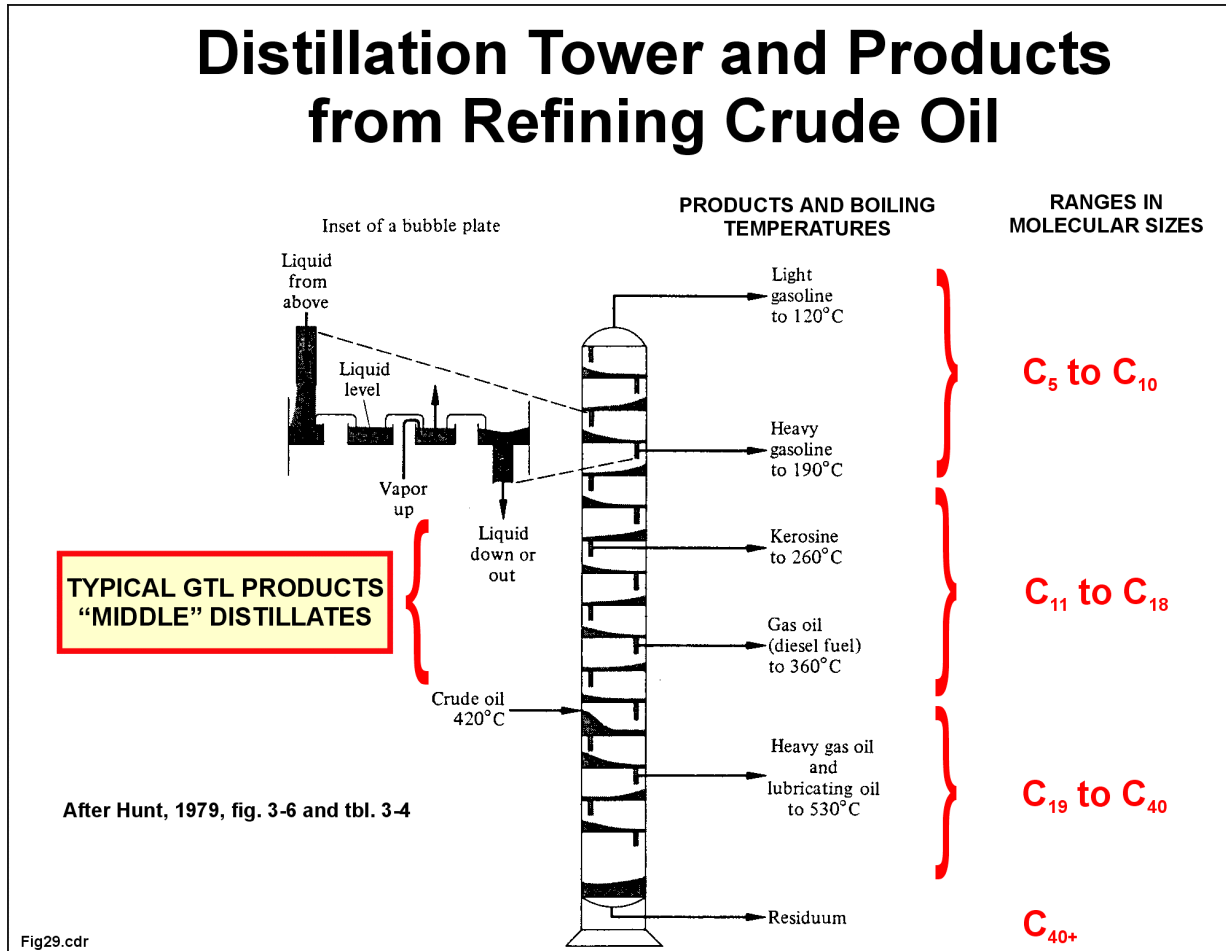 Distillation Tower and Products
from Refining Crude Oil
PRODUCTS AND BOILING
TEMPERATURES
RANGES IN
MOLECULAR SIZES
Inset of a bubble plate
Liquid
from
above
Liquid
level
Vapor
up
Liquid
down or
out
TYPICAL GTL PRODUCTS
“MIDDLE” DISTILLATES
Crude oil
420°C
Light
gasoline
to 120°C
Heavy
gasoline
to 190°C
C₅ to C₁₀
Kerosine
to 260°C
Gas oil
(diesel fuel)
to 360°C
C₁₁ to C₁₈
Heavy gas oil
and
lubricating oil
to 530°C
C₁₉ to C₄₀
Residuum
C₄₀₊
After Hunt, 1979, fig. 3-6 and tbl. 3-4
Fig29.cdr